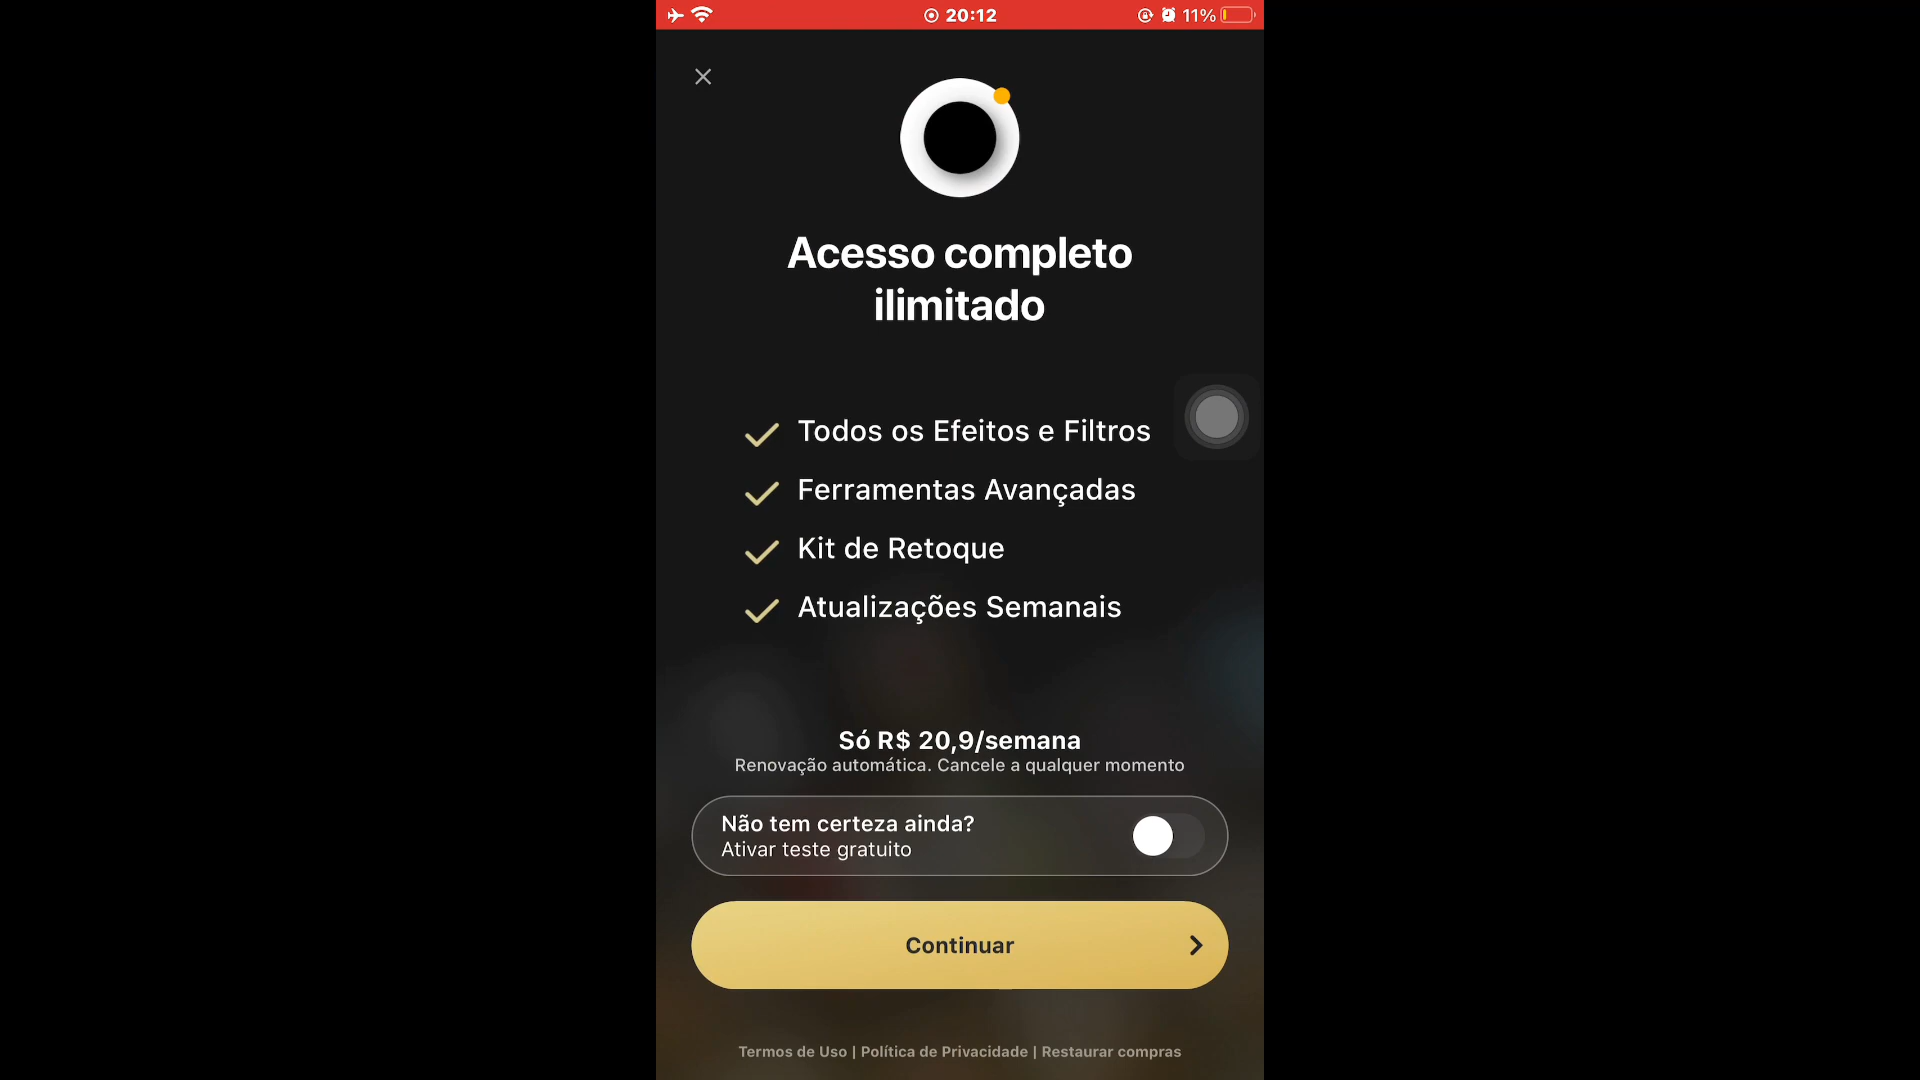 20:12
11%
Acesso completo
ilimitado
Todos os Efeitos e Filtros
Ferramentas Avançadas
Kit de Retoque
Atualizações Semanais
Só R$ 20,9/semana
Renovação automática. Cancele a qualquer momento
Não tem certeza ainda?
Ativar teste gratuito
Continuar
Termos de Uso | Política de Privacidade | Restaurar compras